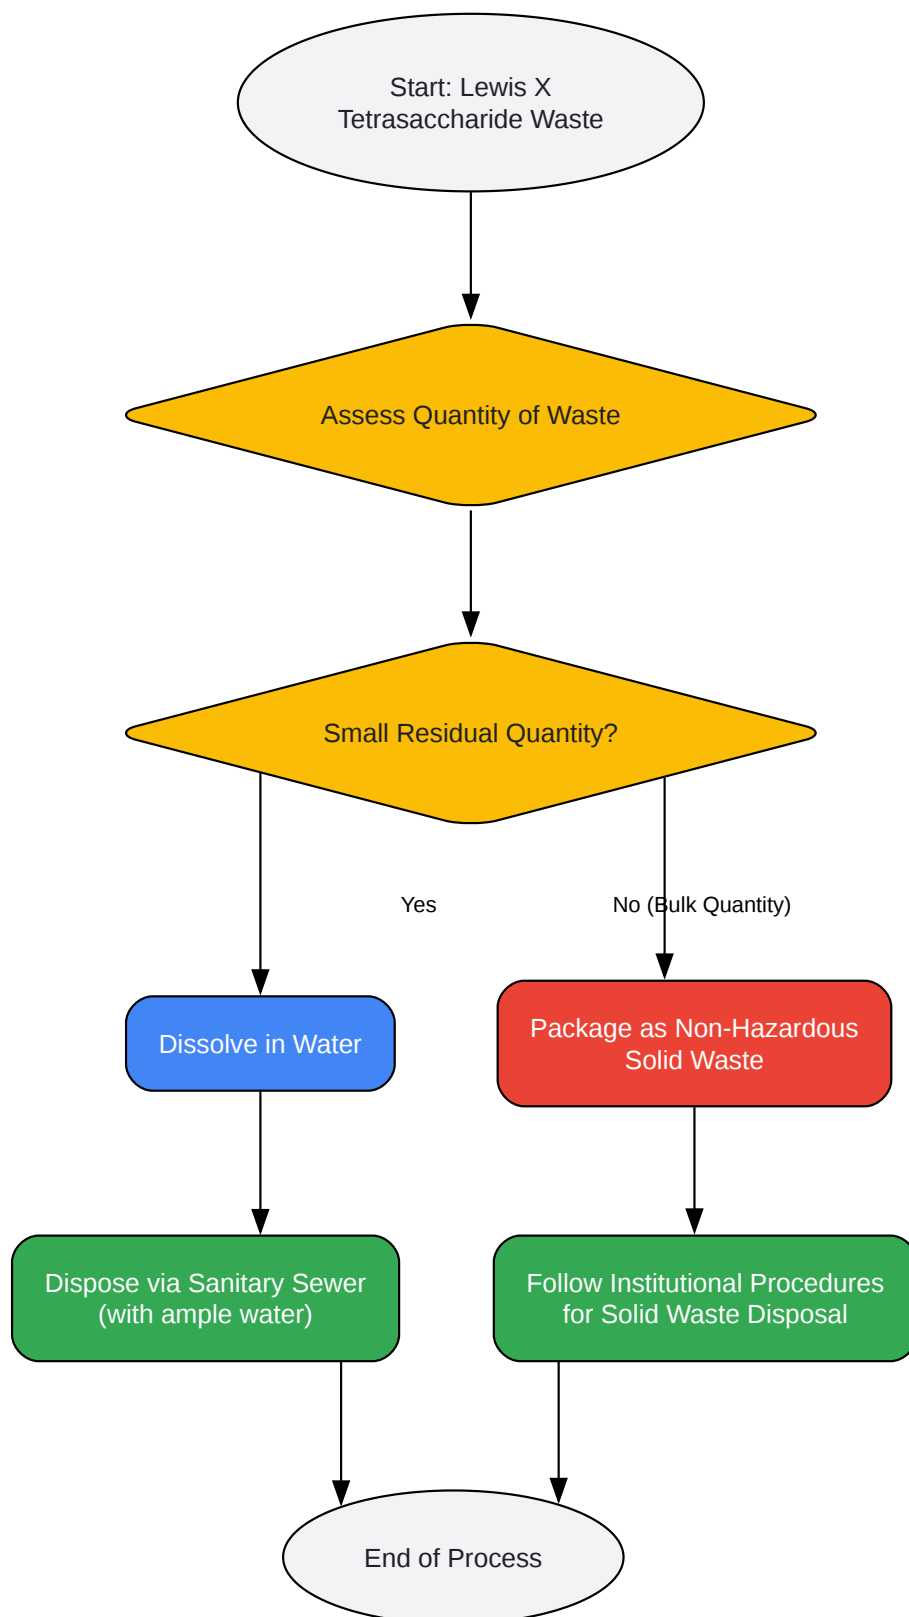 Start: Lewis X
Tetrasaccharide Waste
Assess Quantity of Waste
Small Residual Quantity?
Yes
No (Bulk Quantity)
Dissolve in Water
Package as Non-Hazardous
Solid Waste
Dispose via Sanitary Sewer
(with ample water)
Follow Institutional Procedures
for Solid Waste Disposal
End of Process